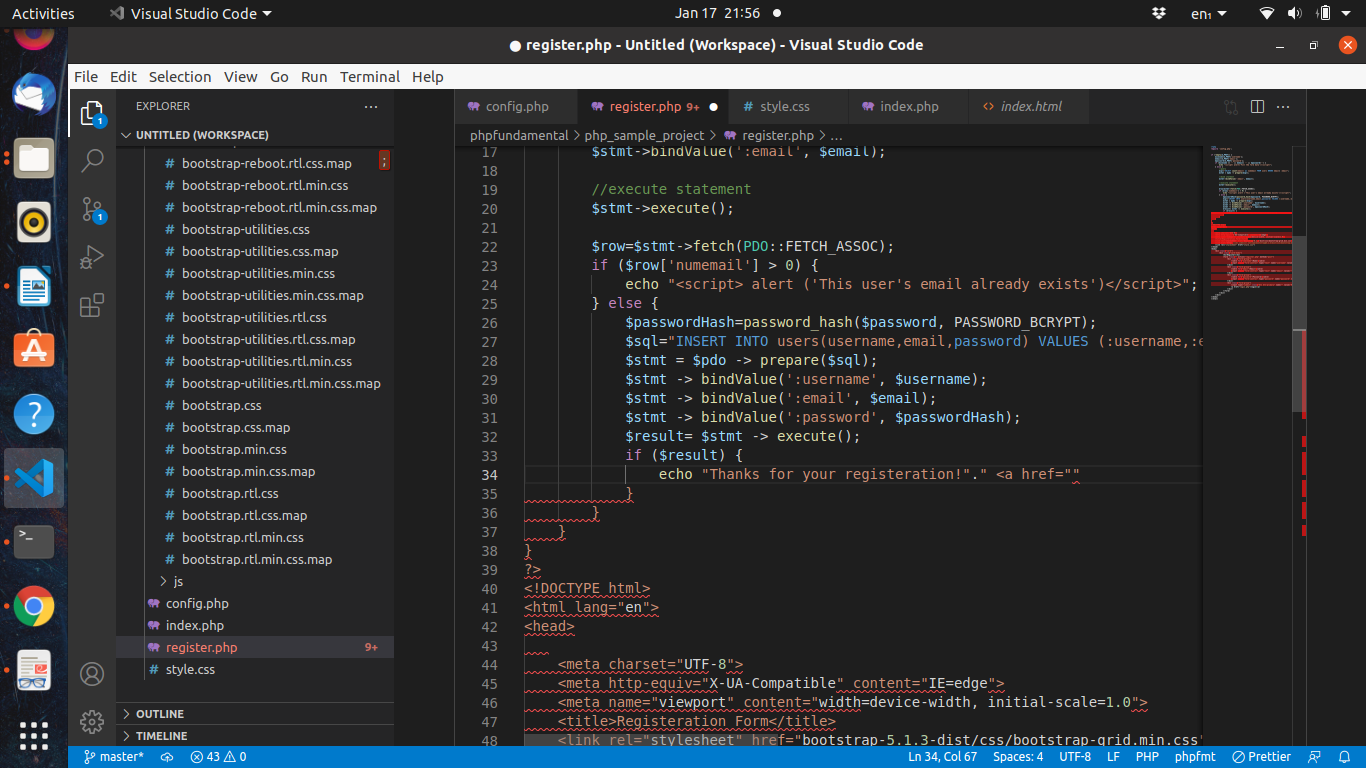 Activities Visual Studio Code Jan 17 21:56 en₁
register.php - Untitled (Workspace) - Visual Studio Code
File Edit Selection View Go Run Terminal Help
EXPLORER
UNTITLED (WORKSPACE)
bootstrap-reboot.rtl.css.map
bootstrap-reboot.rtl.min.css
bootstrap-reboot.rtl.min.css.map
bootstrap-utilities.css
bootstrap-utilities.css.map
bootstrap-utilities.min.css
bootstrap-utilities.min.css.map
bootstrap-utilities.rtl.css
bootstrap-utilities.rtl.css.map
bootstrap-utilities.rtl.min.css
bootstrap-utilities.rtl.min.css.map
bootstrap.css
bootstrap.css.map
bootstrap.min.css
bootstrap.min.css.map
bootstrap.rtl.css
bootstrap.rtl.css.map
bootstrap.rtl.min.css
bootstrap.rtl.min.css.map
js
config.php
index.php
register.php 9+
style.css
OUTLINE
TIMELINE
config.php register.php 9+ style.css index.php index.html
phpfundamental > php_sample_project > register.php > ...
17 $stmt->bindValue(':email', $email);
18
19 //execute statement
20 $stmt->execute();
21
22 $row=$stmt->fetch(PDO::FETCH_ASSOC);
23 if ($row['numemail'] > 0) {
24 echo "<script> alert ('This user's email already exists')</script>";
25 } else {
26 $passwordHash=password_hash($password, PASSWORD_BCRYPT);
27 $sql="INSERT INTO users(username,email,password) VALUES (:username,:e
28 $stmt = $pdo -> prepare($sql);
29 $stmt -> bindValue(':username', $username);
30 $stmt -> bindValue(':email', $email);
31 $stmt -> bindValue(':password', $passwordHash);
32 $result= $stmt -> execute();
33 if ($result) {
34 echo "Thanks for your registeration!"." <a href=""
35 }
36 }
37 }
38 }
39 ?>
40 <!DOCTYPE html>
41 <html lang="en">
42 <head>
43
44 <meta charset="UTF-8">
45 <meta http-equiv="X-UA-Compatible" content="IE=edge">
46 <meta name="viewport" content="width=device-width, initial-scale=1.0">
47 <title>Registeration Form</title>
48 <link rel="stylesheet" href="bootstrap-5.1.3-dist/css/bootstrap-grid.min.css"
master* 43 0 Ln 34, Col 67 Spaces: 4 UTF-8 LF PHP phpfmt Prettier